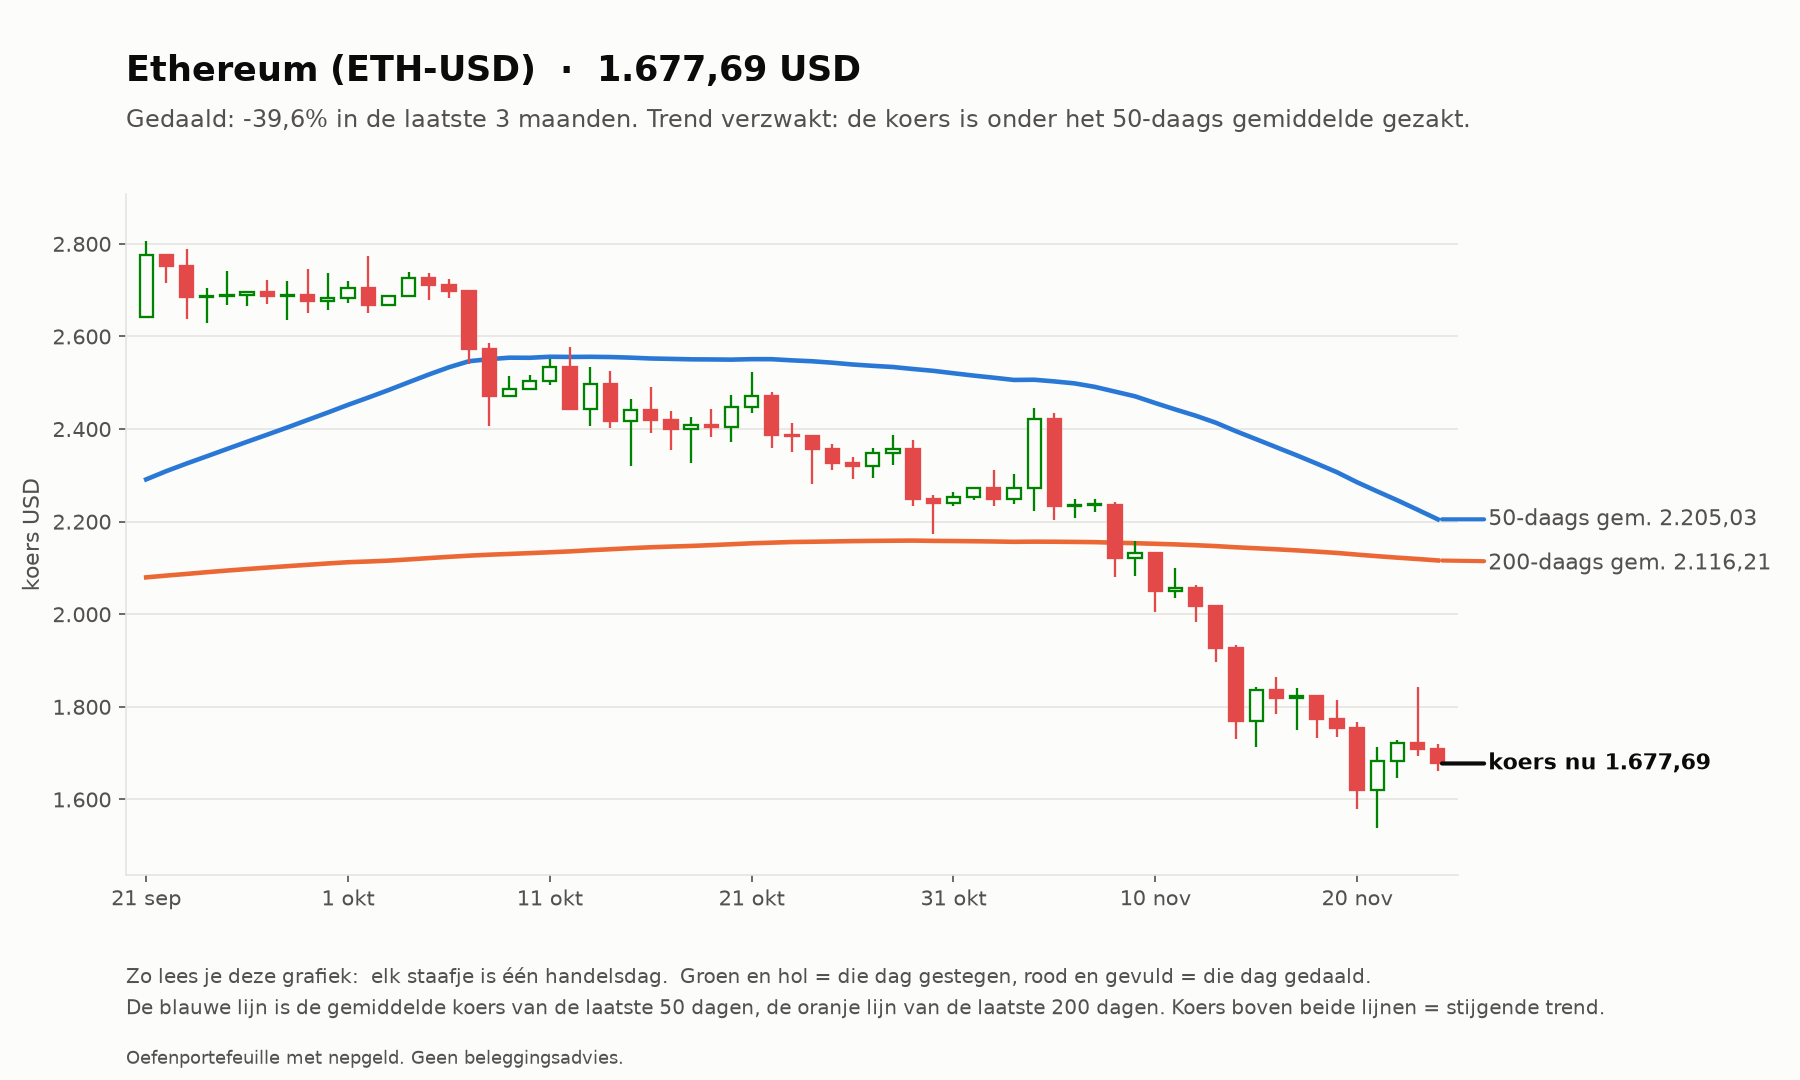 Ethereum (ETH-USD)  ·  1.677,69 USD
Gedaald: -39,6% in de laatste 3 maanden. Trend verzwakt: de koers is onder het 50-daags gemiddelde gezakt.
koers USD
2.800
2.600
2.400
2.200
2.000
1.800
1.600
50-daags gem. 2.205,03
200-daags gem. 2.116,21
koers nu 1.677,69
21 sep
1 okt
11 okt
21 okt
31 okt
10 nov
20 nov
Zo lees je deze grafiek:  elk staafje is één handelsdag.  Groen en hol = die dag gestegen, rood en gevuld = die dag gedaald.
De blauwe lijn is de gemiddelde koers van de laatste 50 dagen, de oranje lijn van de laatste 200 dagen. Koers boven beide lijnen = stijgende trend.
Oefenportefeuille met nepgeld. Geen beleggingsadvies.